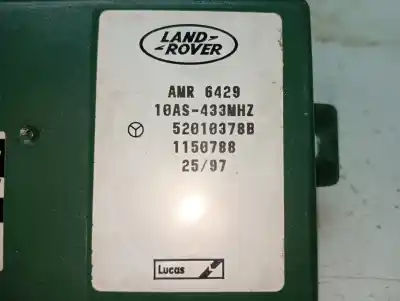 LAND
ROVER
AMR 6429
10AS-433MHZ
52010378B
1150788
25/97
Lucas